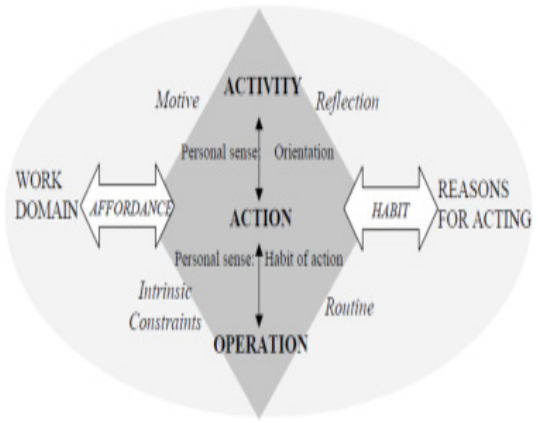 ACTIVITY
Motive
Reflection
Personal sense: Orientation
WORK
DOMAIN
AFFORDANCE
HABIT
REASONS
FOR ACTING
ACTION
Personal sense: Habit of action
Intrinsic
Constraints
Routine
OPERATION